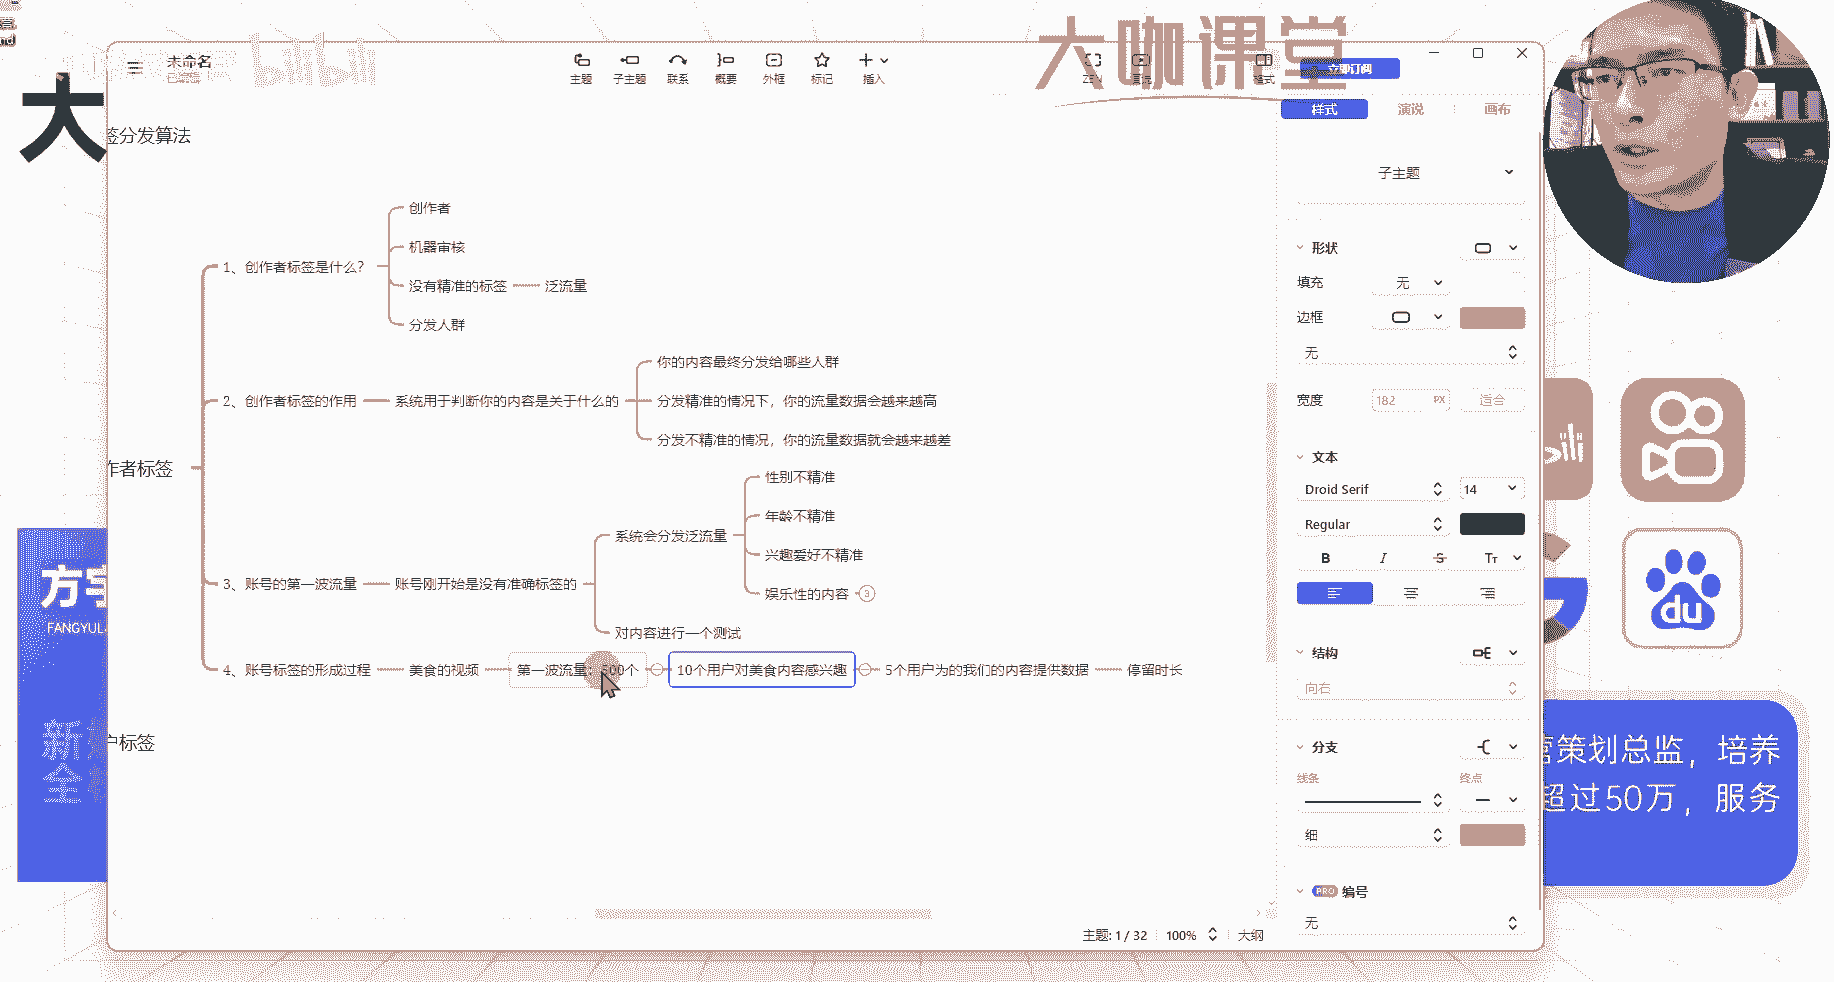 未命名
已编辑
bilibili
主题
子主题
联系
概要
外框
标记
插入
ZEN
格式
立即订阅
大咖课堂
大
签分发算法
样式
演说
画布
子主题
创作者
机器审核
1、创作者标签是什么?
没有精准的标签
泛流量
分发人群
你的内容最终分发给哪些人群
2、创作者标签的作用
系统用于判断你的内容是关于什么的
分发精准的情况下，你的流量数据会越来越高
分发不精准的情况，你的流量数据就会越来越差
作者标签
性别不精准
年龄不精准
系统会分发泛流量
兴趣爱好不精准
3、账号的第一波流量
账号刚开始是没有准确标签的
娱乐性的内容
3
对内容进行一个测试
4、账号标签的形成过程
美食的视频
第一波流量：500个
10个用户对美食内容感兴趣
5个用户为的我们的内容提供数据
停留时长
户标签
形状
填充
无
边框
无
宽度
182
PX
适合
文本
Droid Serif
14
Regular
B
I
S
Tт
结构
向右
分支
线条
终点
细
PRO
编号
无
主题: 1 / 32
100%
大纲
方宇
FANGYUL
新
全
du
营策划总监，培养
超过50万，服务